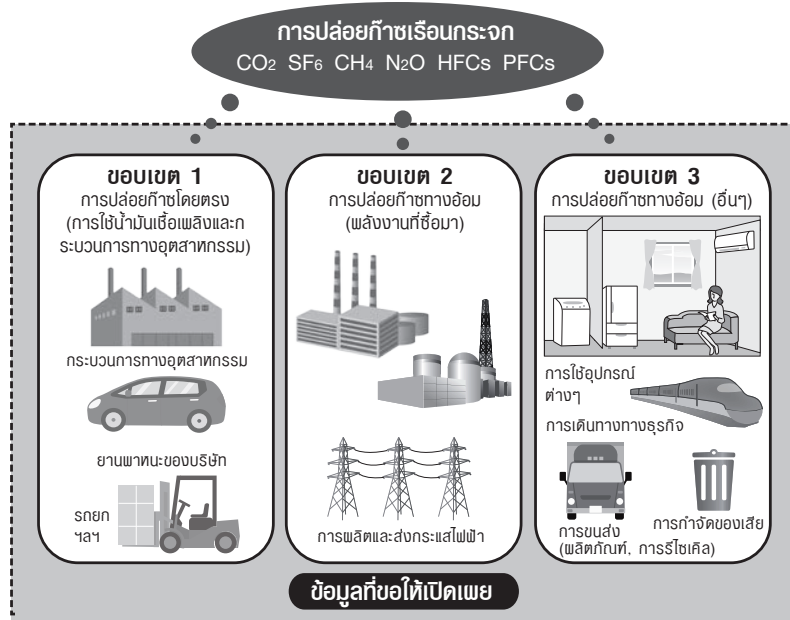 การปล่อยก๊าซเรือนกระจก
CO2 SF6 CH4 N2O HFCs PFCs
ขอบเขต 1
การปล่อยก๊าซโดยตรง
(การใช้น้ำมันเชื้อเพลิงและก
ระบวนการทางอุตสาหกรรม)
กระบวนการทางอุตสาหกรรม
ยานพาหนะของบริษัท
รถยก
ฯลฯ
ขอบเขต 2
การปล่อยก๊าซทางอ้อม
(พลังงานที่ซื้อมา)
การผลิตและส่งกระแสไฟฟ้า
ขอบเขต 3
การปล่อยก๊าซทางอ้อม (อื่นๆ)
การใช้อุปกรณ์
ต่างๆ
การเดินทางทางธุรกิจ
การขนส่ง
(ผลิตภัณฑ์, การรีไซเคิล)
การกำจัดของเสีย
ข้อมูลที่ขอให้เปิดเผย